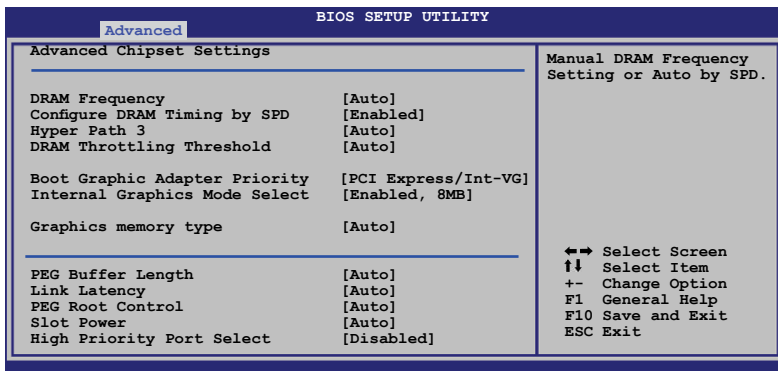 BIOS SETUP UTILITY
Advanced
Advanced Chipset Settings
DRAM Frequency [Auto]
Configure DRAM Timing by SPD [Enabled]
Hyper Path 3 [Auto]
DRAM Throttling Threshold [Auto]
Boot Graphic Adapter Priority [PCI Express/Int-VG]
Internal Graphics Mode Select [Enabled, 8MB]
Graphics memory type [Auto]
PEG Buffer Length [Auto]
Link Latency [Auto]
PEG Root Control [Auto]
Slot Power [Auto]
High Priority Port Select [Disabled]
Manual DRAM Frequency
Setting or Auto by SPD.
←→ Select Screen
↑↓ Select Item
+- Change Option
F1 General Help
F10 Save and Exit
ESC Exit